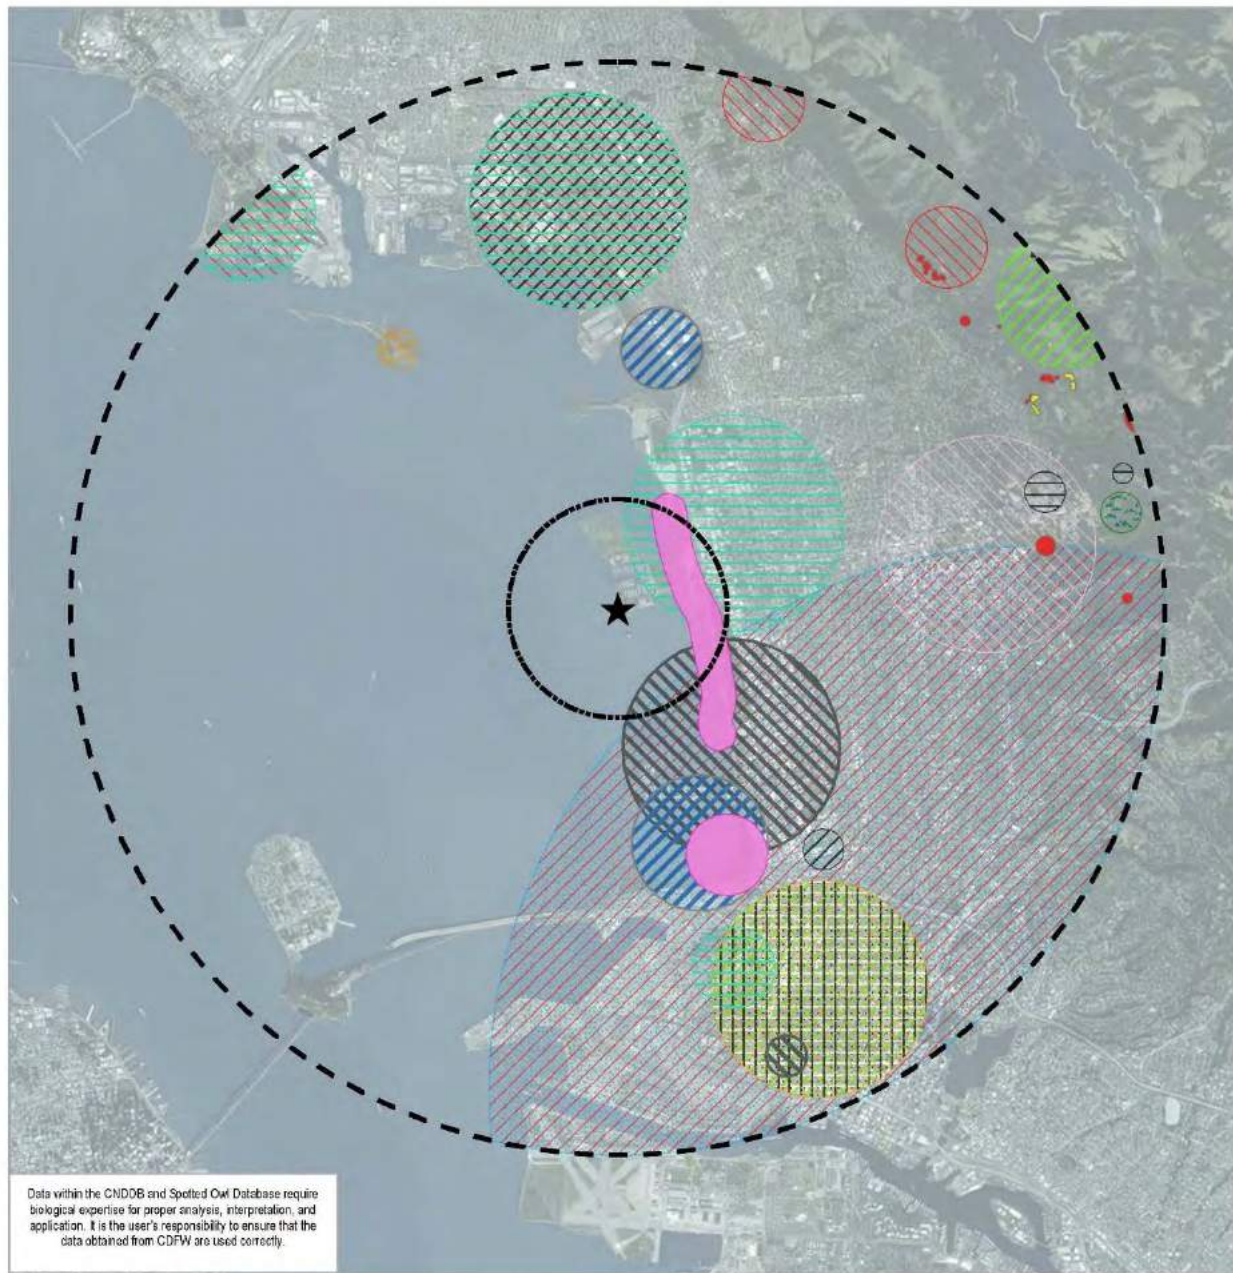 Data within the CNDDB and Spotted Owl Database require
biological expertise for proper analysis, interpretation, and
application. It is the user's responsibility to ensure that the
data obtained from CDFW are used correctly.